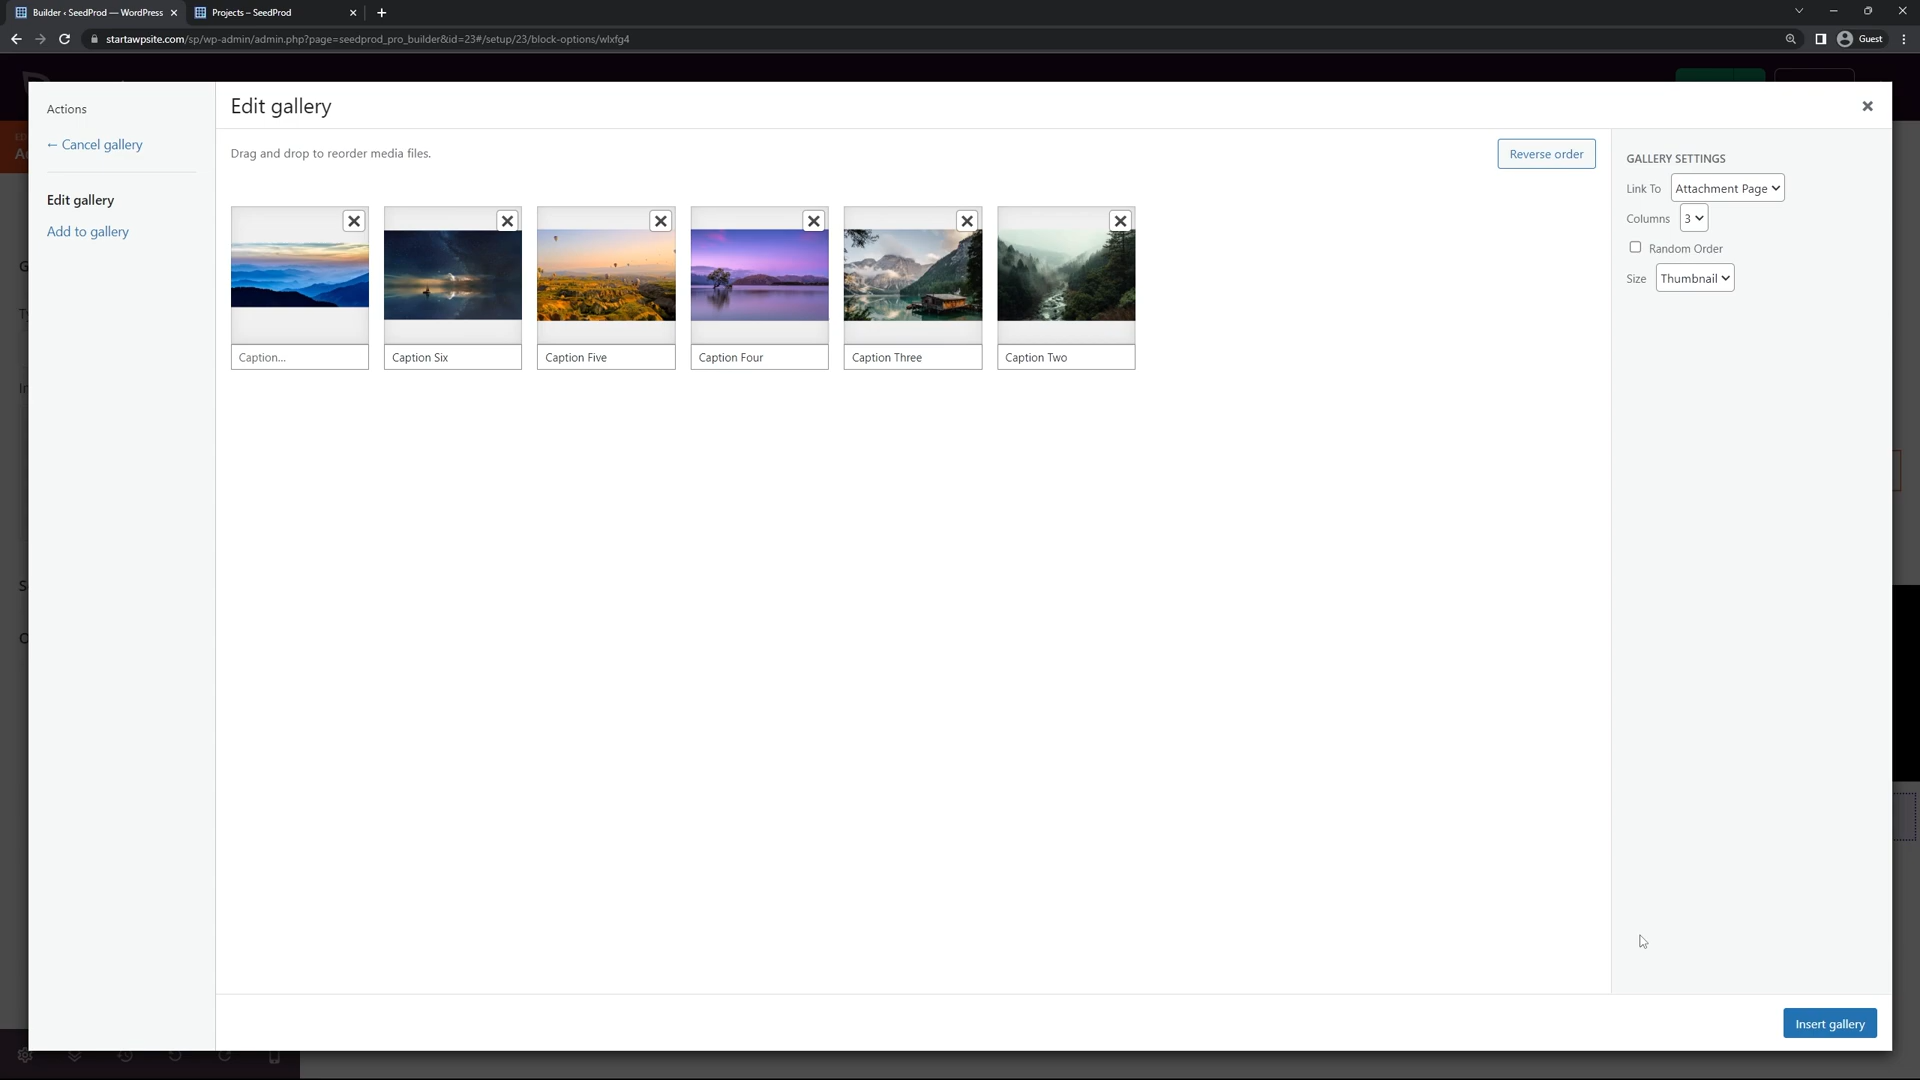 Builder ‹ SeedProd — WordPress
Projects – SeedProd
startawpsite.com/sp/wp-admin/admin.php?page=seedprod_pro_builder&id=23#/setup/23/block-options/wlxfg4
Guest
Actions
← Cancel gallery
Edit gallery
Add to gallery
Edit gallery
Drag and drop to reorder media files.
Reverse order
Caption...
Caption Six
Caption Five
Caption Four
Caption Three
Caption Two
GALLERY SETTINGS
Link To Attachment Page
Columns 3
Random Order
Size Thumbnail
Insert gallery